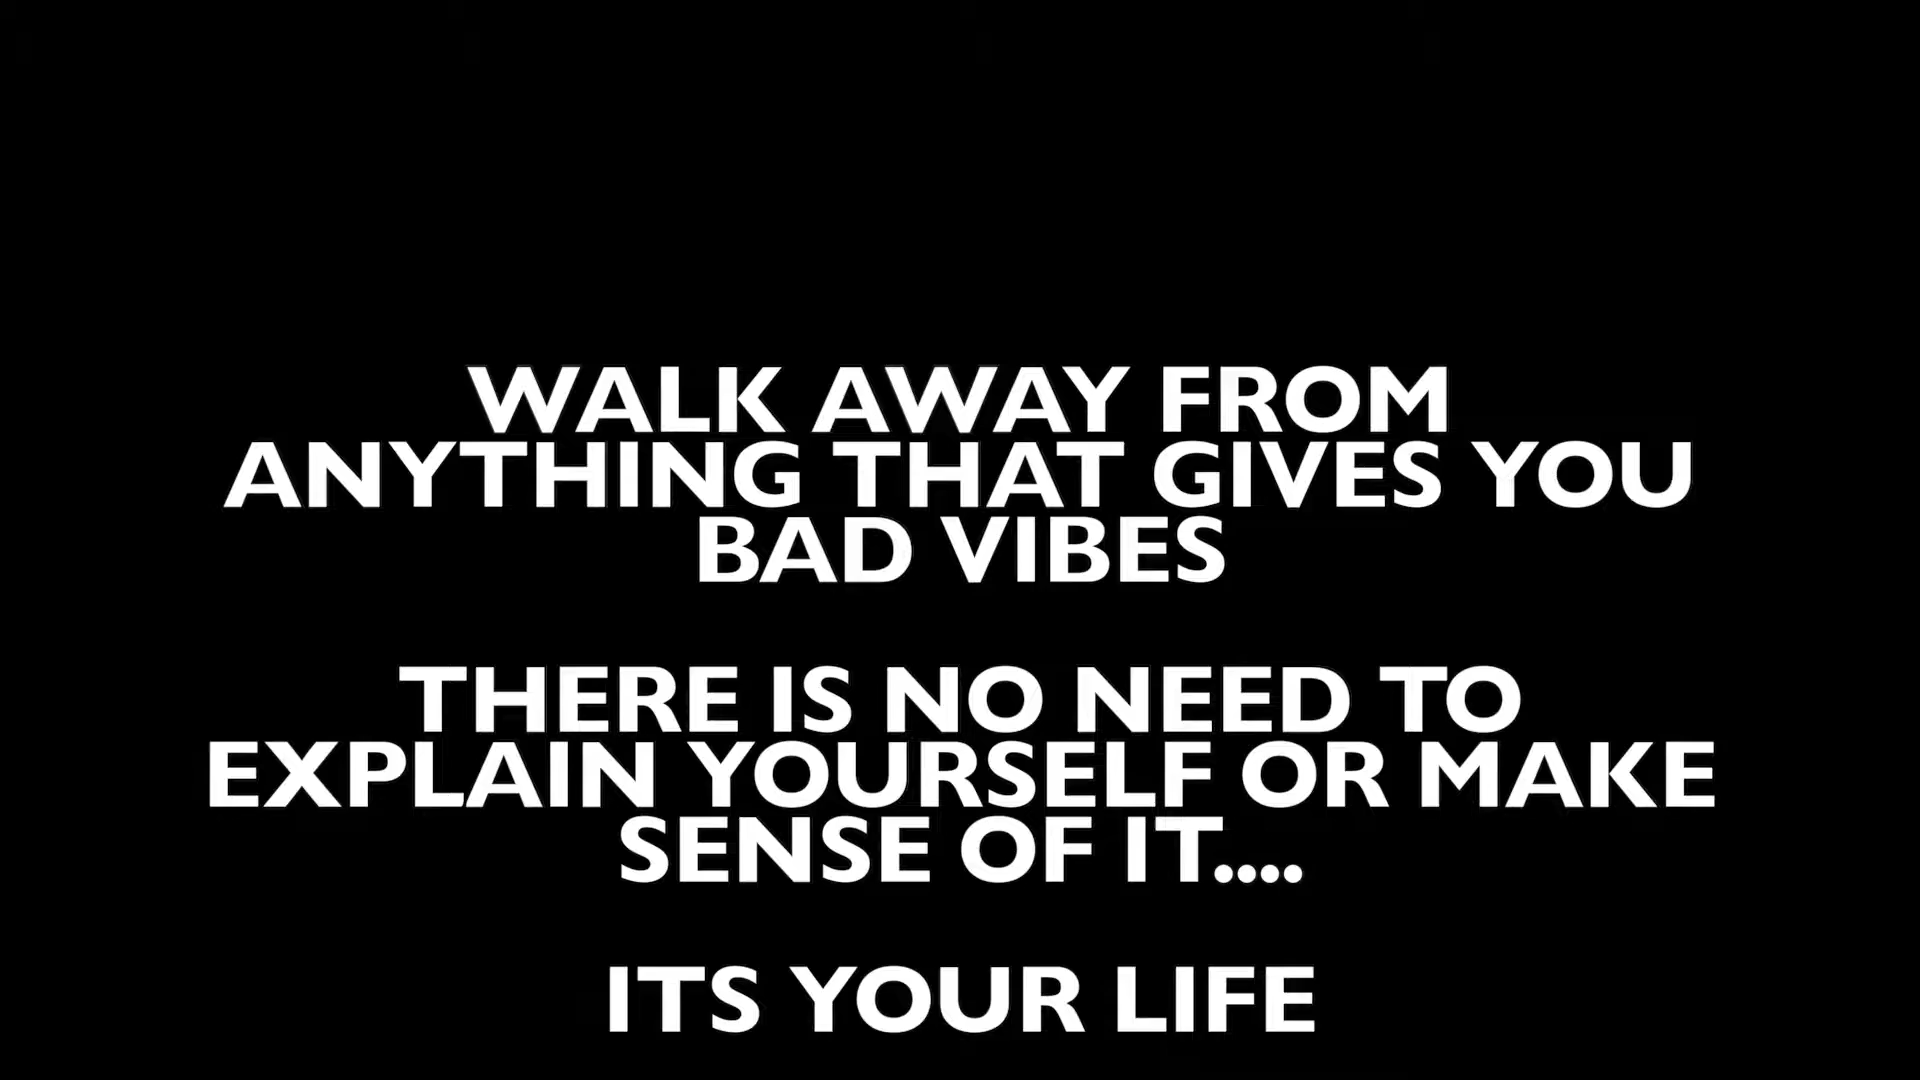 WALK AWAY FROM
ANYTHING THAT GIVES YOU
BAD VIBES
THERE IS NO NEED TO
EXPLAIN YOURSELF OR MAKE
SENSE OF IT....
ITS YOUR LIFE